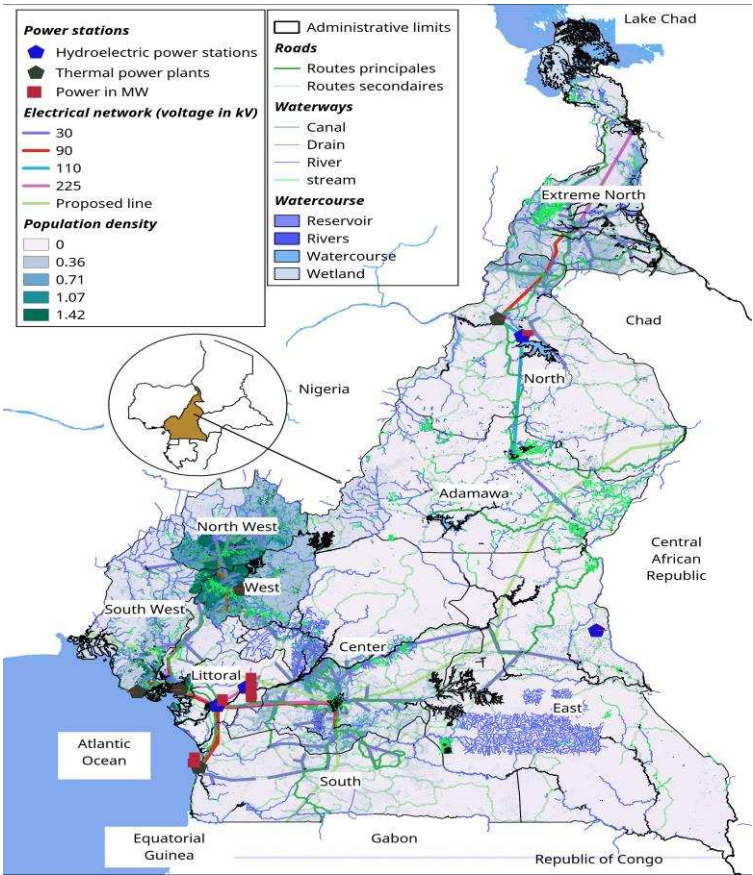 Power stations
Hydroelectric power stations
Thermal power plants
Power in MW
Electrical network (voltage in kV)
30
90
110
225
Proposed line
Population density
0
0.36
0.71
1.07
1.42
Administrative limits
Roads
Routes principales
Routes secondaires
Waterways
Canal
Drain
River
stream
Watercourse
Reservoir
Rivers
Watercourse
Wetland
Lake Chad
Extreme North
Chad
Nigeria
North
Adamawa
North West
Central
African
Republic
West
South West
Center
Littoral
East
Atlantic
Ocean
South
Equatorial
Guinea
Gabon
Republic of Congo